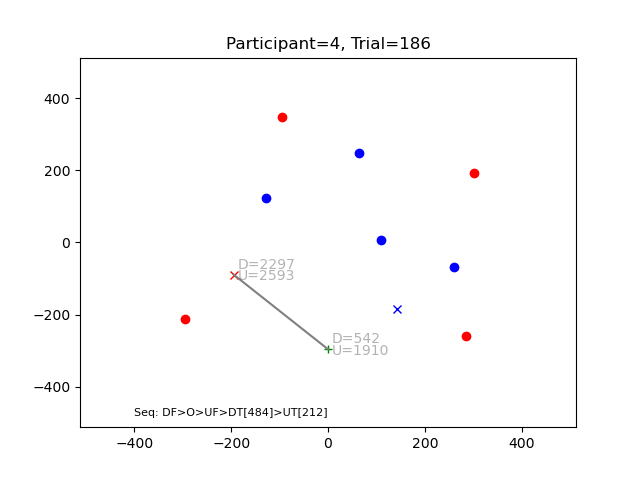 Participant=4, Trial=186
400
200
0
−200
−400
D=2297
U=2593
D=542
U=1910
Seq: DF>O>UF>DT[484]>UT[212]
−400 −200 0 200 400